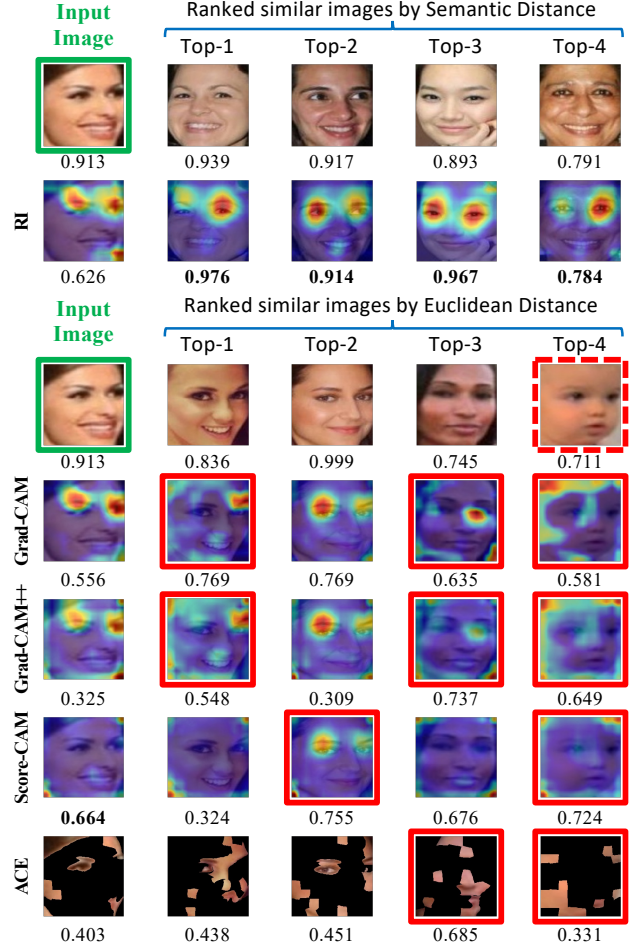 Input Image
Ranked similar images by Semantic Distance
Top-1 Top-2 Top-3 Top-4
0.913 0.939 0.917 0.893 0.791
RI
0.626 0.976 0.914 0.967 0.784
Input Image
Ranked similar images by Euclidean Distance
Top-1 Top-2 Top-3 Top-4
0.913 0.836 0.999 0.745 0.711
Grad-CAM
0.556 0.769 0.769 0.635 0.581
Grad-CAM++
0.325 0.548 0.309 0.737 0.649
Score-CAM
0.664 0.324 0.755 0.676 0.724
ACE
0.403 0.438 0.451 0.685 0.331